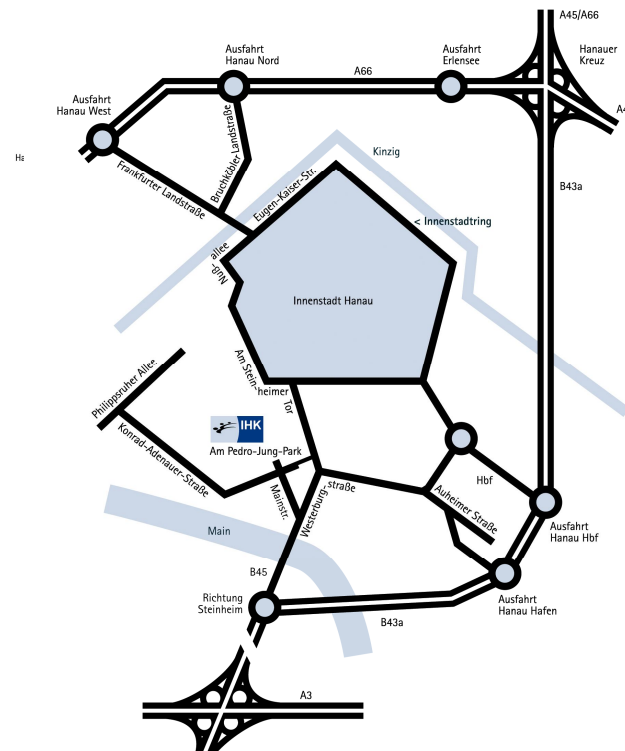 A45/A66
Ausfahrt
Hanau Nord
Ausfahrt
Erlensee
Hanauer
Kreuz
A66
Ausfahrt
Hanau West
Bruchköbler Landstraße
Kinzig
Frankfurter Landstraße
B43a
Eugen-Kaiser-Str.
< Innenstadtring
Nuß-
allee
Innenstadt Hanau
Am Stein-
heimer
Tor
Philippsruher Allee
IHK
Am Pedro-Jung-Park
Konrad-Adenauer-Straße
Hbf
Mainstr.
Westerburg-
straße
Auheimer Straße
Main
Ausfahrt
Hanau Hbf
B45
Richtung
Steinheim
Ausfahrt
Hanau Hafen
B43a
A3